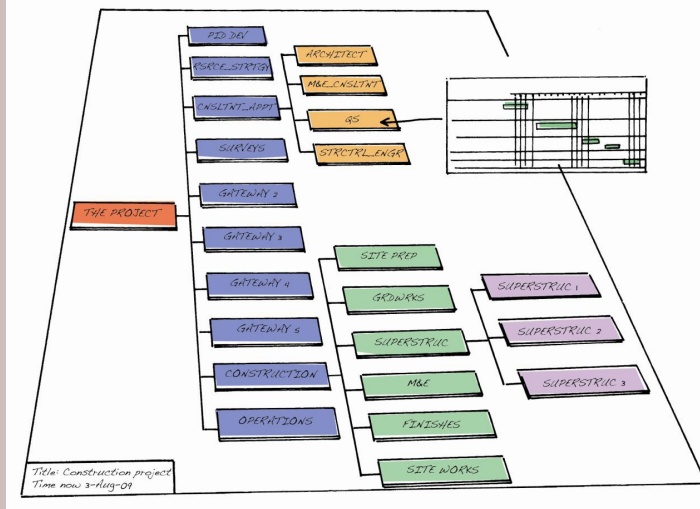 PID DEV
RSRCE_STRTGY
CNSLTNT_APPT
SURVEYS
GATEWAY 2
GATEWAY 3
GATEWAY 4
GATEWAY 5
CONSTRUCTION
OPERATIONS
THE PROJECT
ARCHITECT
M&E_CNSLTNT
QS
STRCTRL_ENGR
SITE PREP
GRDWRKS
SUPERSTRUC
M&E
FINISHES
SITE WORKS
SUPERSTRUC 1
SUPERSTRUC 2
SUPERSTRUC 3
Title: Construction project
Time now 3-Aug-09